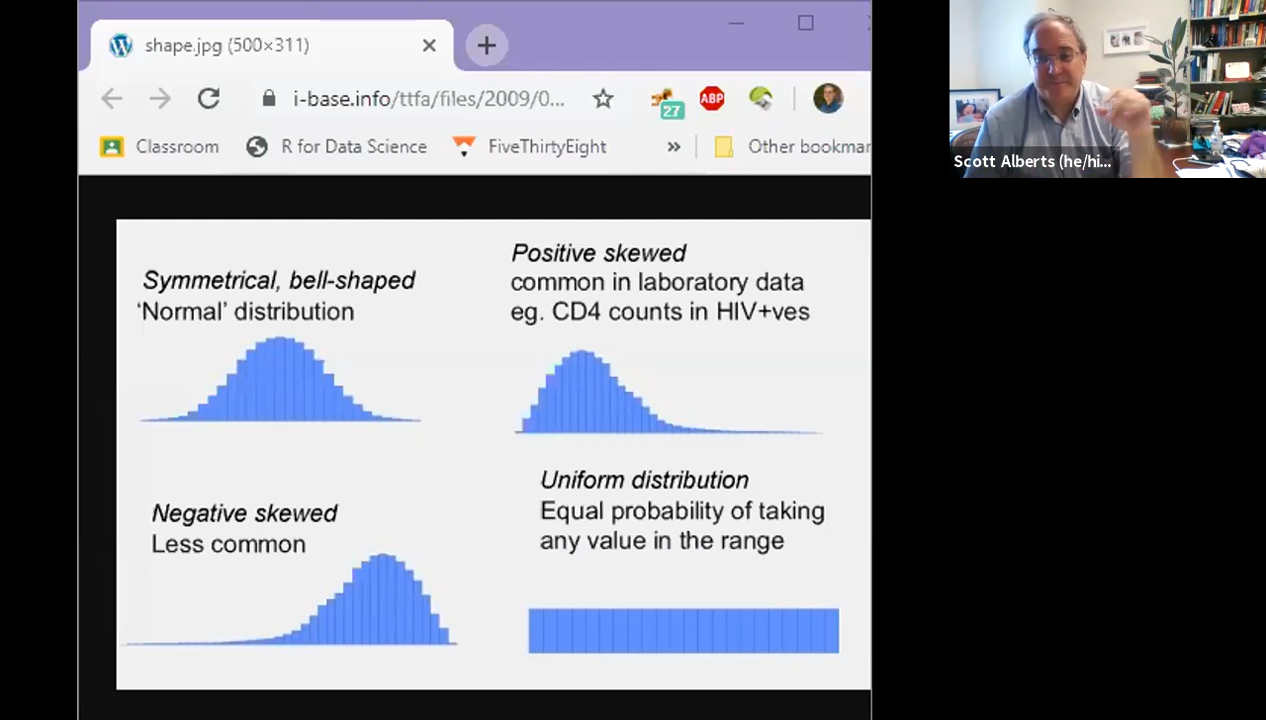 shape.jpg (500×311)
i-base.info/ttfa/files/2009/0...
27
ABP
Classroom
R for Data Science
FiveThirtyEight
»
Other bookmar
Scott Alberts (he/hi...
Symmetrical, bell-shaped
‘Normal’ distribution
Positive skewed
common in laboratory data
eg. CD4 counts in HIV+ves
Negative skewed
Less common
Uniform distribution
Equal probability of taking
any value in the range